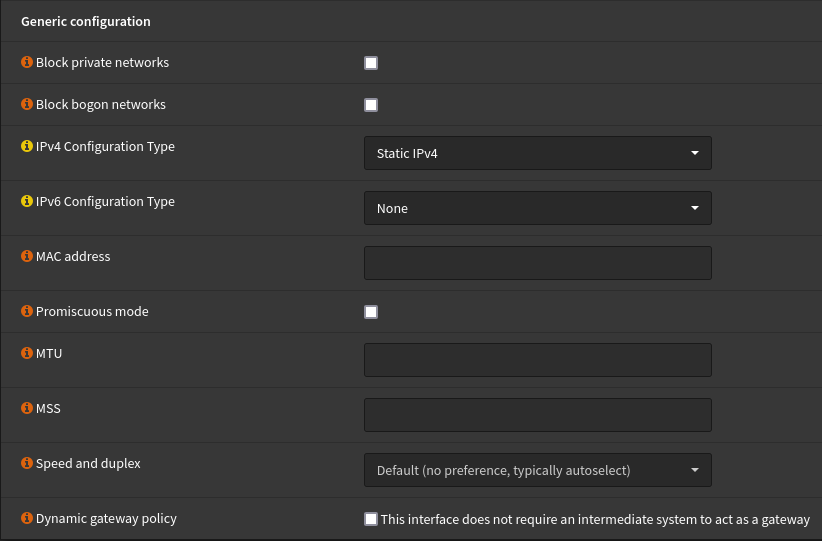 Generic configuration
Block private networks
Block bogon networks
IPv4 Configuration Type
Static IPv4
IPv6 Configuration Type
None
MAC address
Promiscuous mode
MTU
MSS
Speed and duplex
Default (no preference, typically autoselect)
Dynamic gateway policy
This interface does not require an intermediate system to act as a gateway